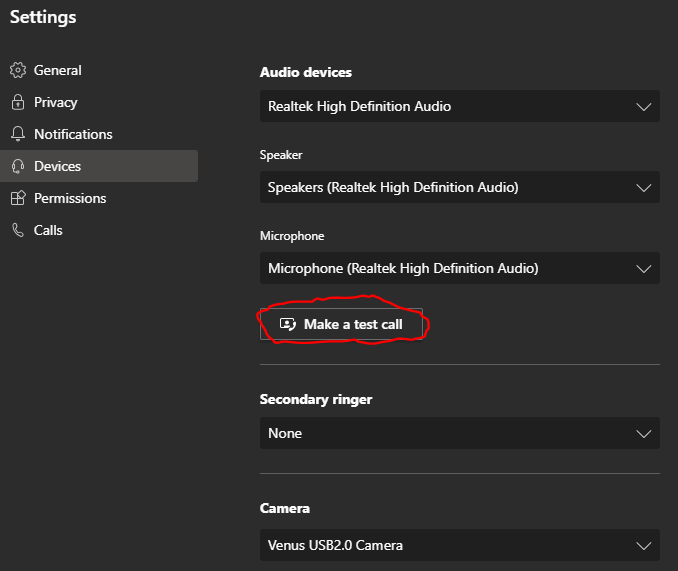 Settings
General
Privacy
Notifications
Devices
Permissions
Calls
Audio devices
Realtek High Definition Audio
Speaker
Speakers (Realtek High Definition Audio)
Microphone
Microphone (Realtek High Definition Audio)
Make a test call
Secondary ringer
None
Camera
Venus USB2.0 Camera